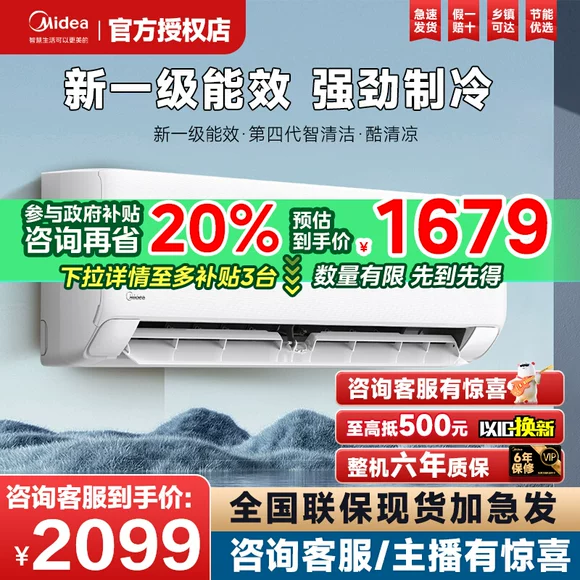 Midea
智慧生活可以更美的
官方授权店
急速发货
假一赔十
乡镇可达
节能优选
新一级能效 强劲制冷
新一级能效·第四代智清洁·酷清凉
参与政府补贴
咨询再省
20%
预估到手价
¥1679
下拉详情至多补贴3台
数量有限 先到先得
Midea
咨询客服有惊喜
至高抵500元
以旧换新
整机六年质保
6年保修
VIP
咨询客服到手价:
¥2099
全国联保现货加急发
咨询客服/主播有惊喜